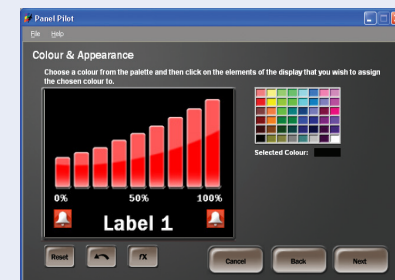 Panel Pilot
File Help
Colour & Appearance
Choose a colour from the palette and then click on the elements of the display that you wish to assign
the chosen colour to.
Selected Colour:
0% 50% 100%
Label 1
Reset fX Cancel Back Next